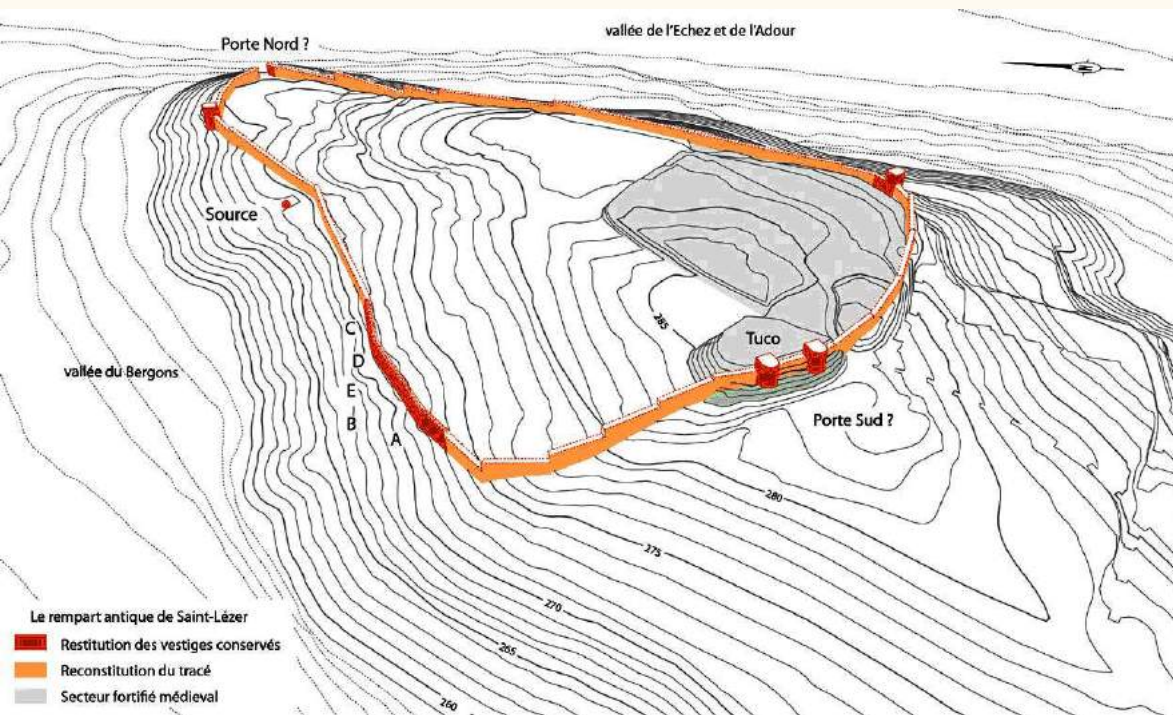 vallée de l'Echez et de l'Adour
Porte Nord ?
Source
C
D
E
B
A
vallée du Bergons
285
Tuco
Porte Sud ?
280
275
270
265
260
Le rempart antique de Saint-Lézer
Restitution des vestiges conservés
Reconstitution du tracé
Secteur fortifié médieval